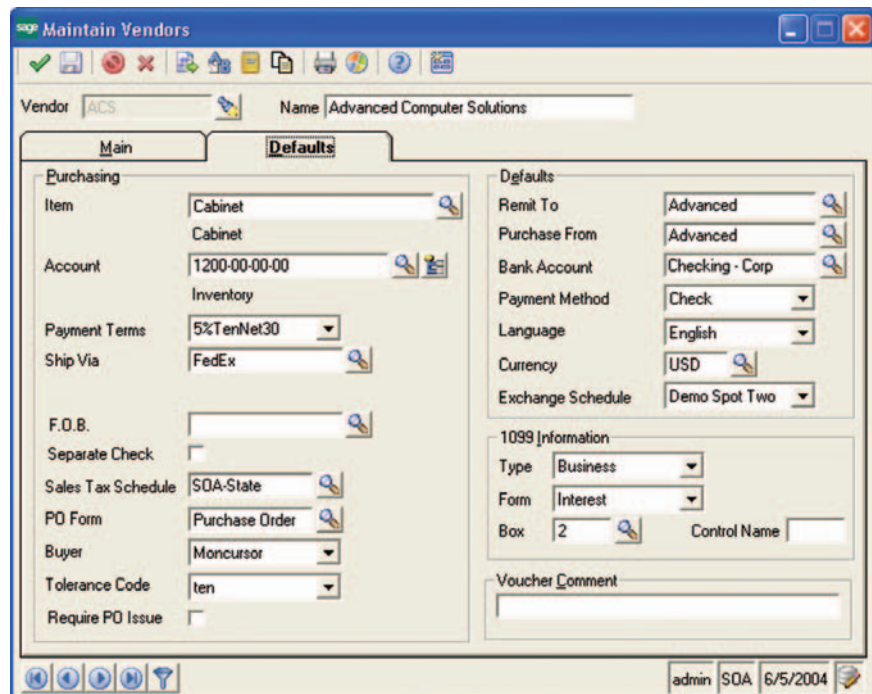 sage Maintain Vendors
Vendor ACS Name Advanced Computer Solutions
Main Defaults
Purchasing
Item Cabinet
Cabinet
Account 1200-00-00-00
Inventory
Payment Terms 5%TenNet30
Ship Via FedEx
F.O.B.
Separate Check
Sales Tax Schedule SOA-State
PO Form Purchase Order
Buyer Moncursor
Tolerance Code ten
Require PO Issue
Defaults
Remit To Advanced
Purchase From Advanced
Bank Account Checking - Corp
Payment Method Check
Language English
Currency USD
Exchange Schedule Demo Spot Two
1099 Information
Type Business
Form Interest
Box 2 Control Name
Voucher Comment
admin SOA 6/5/2004